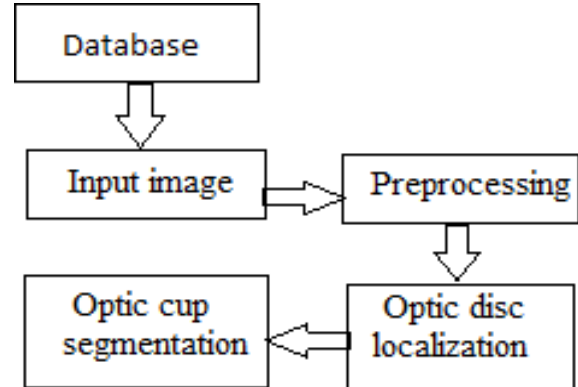 Database
Input image
Preprocessing
Optic disc
localization
Optic cup
segmentation